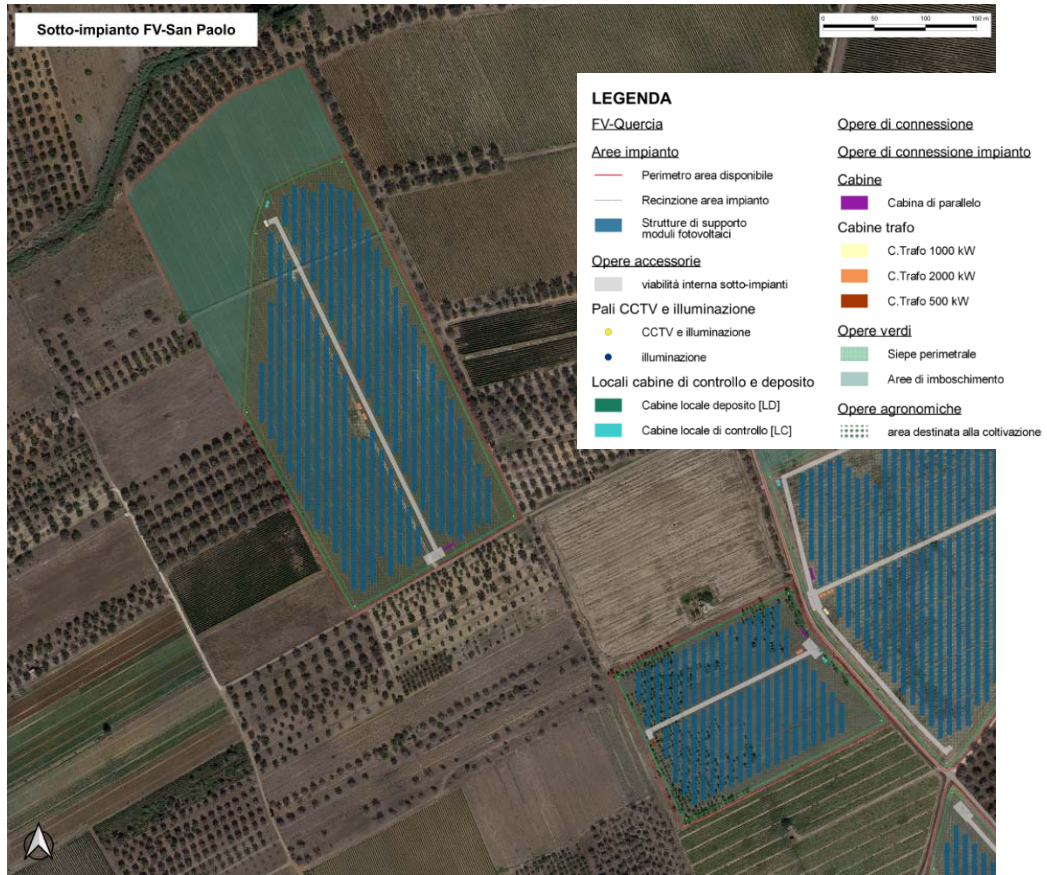 Sotto-impianto FV-San Paolo
0 50 100 150 m
LEGENDA
FV-Quercia
Aree impianto
Perimetro area disponibile
Recinzione area impianto
Strutture di supporto
moduli fotovoltaici
Opere accessorie
viabilità interna sotto-impianti
Pali CCTV e illuminazione
CCTV e illuminazione
illuminazione
Locali cabine di controllo e deposito
Cabine locale deposito [LD]
Cabine locale di controllo [LC]
Opere di connessione
Opere di connessione impianto
Cabine
Cabina di parallelo
Cabine trafo
C.Trafo 1000 kW
C.Trafo 2000 kW
C.Trafo 500 kW
Opere verdi
Siepe perimetrale
Aree di imboschimento
Opere agronomiche
area destinata alla coltivazione